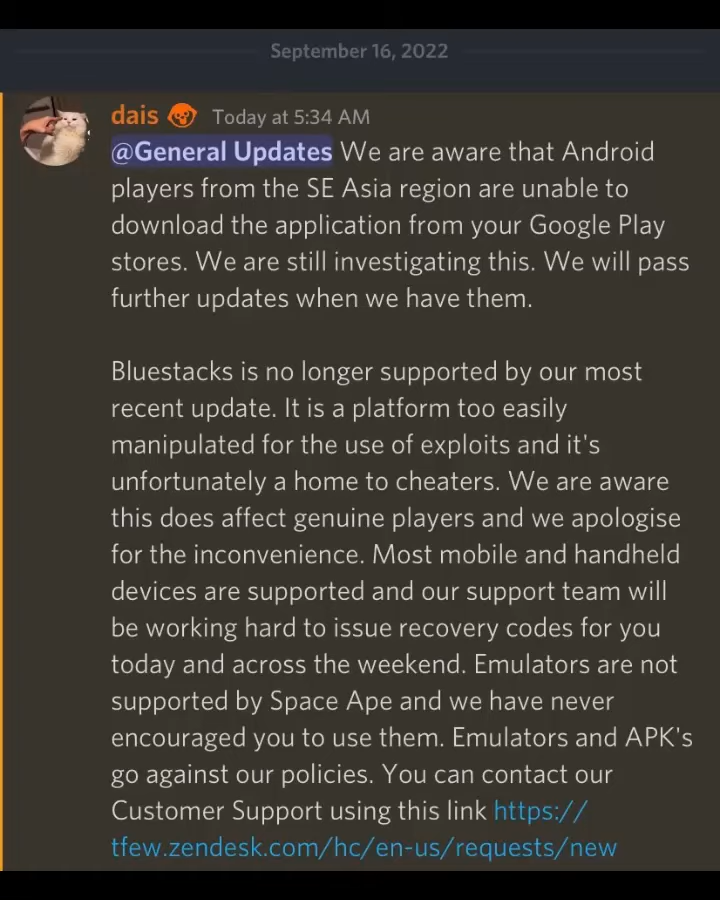 September 16, 2022
dais Today at 5:34 AM
@General Updates We are aware that Android
players from the SE Asia region are unable to
download the application from your Google Play
stores. We are still investigating this. We will pass
further updates when we have them.
Bluestacks is no longer supported by our most
recent update. It is a platform too easily
manipulated for the use of exploits and it's
unfortunately a home to cheaters. We are aware
this does affect genuine players and we apologise
for the inconvenience. Most mobile and handheld
devices are supported and our support team will
be working hard to issue recovery codes for you
today and across the weekend. Emulators are not
supported by Space Ape and we have never
encouraged you to use them. Emulators and APK's
go against our policies. You can contact our
Customer Support using this link https://
tfew.zendesk.com/hc/en-us/requests/new